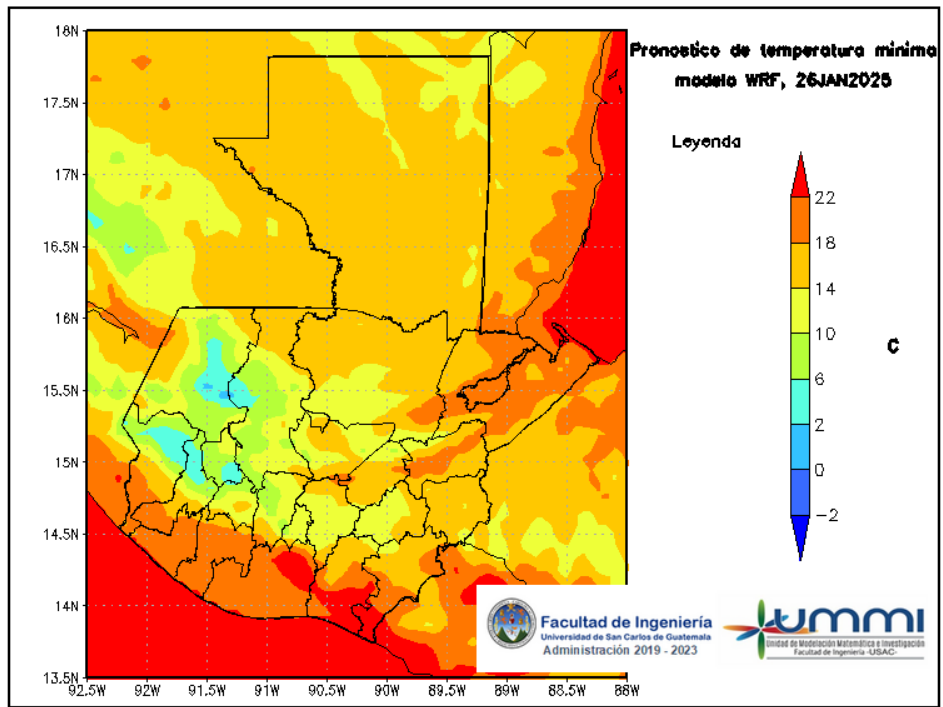 Pronostico de temperatura minima
modelo WRF, 26JAN2025
Leyenda
22
18
14
10
6
2
0
−2
C
18N
17.5N
17N
16.5N
16N
15.5N
15N
14.5N
14N
13.5N
92.5W 92W 91.5W 91W 90.5W 90W 89.5W 89W 88.5W 88W
Facultad de Ingeniería
Universidad de San Carlos de Guatemala
Administración 2019 - 2023
ummi
Unidad de Modelación Matemática e Investigación
Facultad de Ingeniería -USAC-